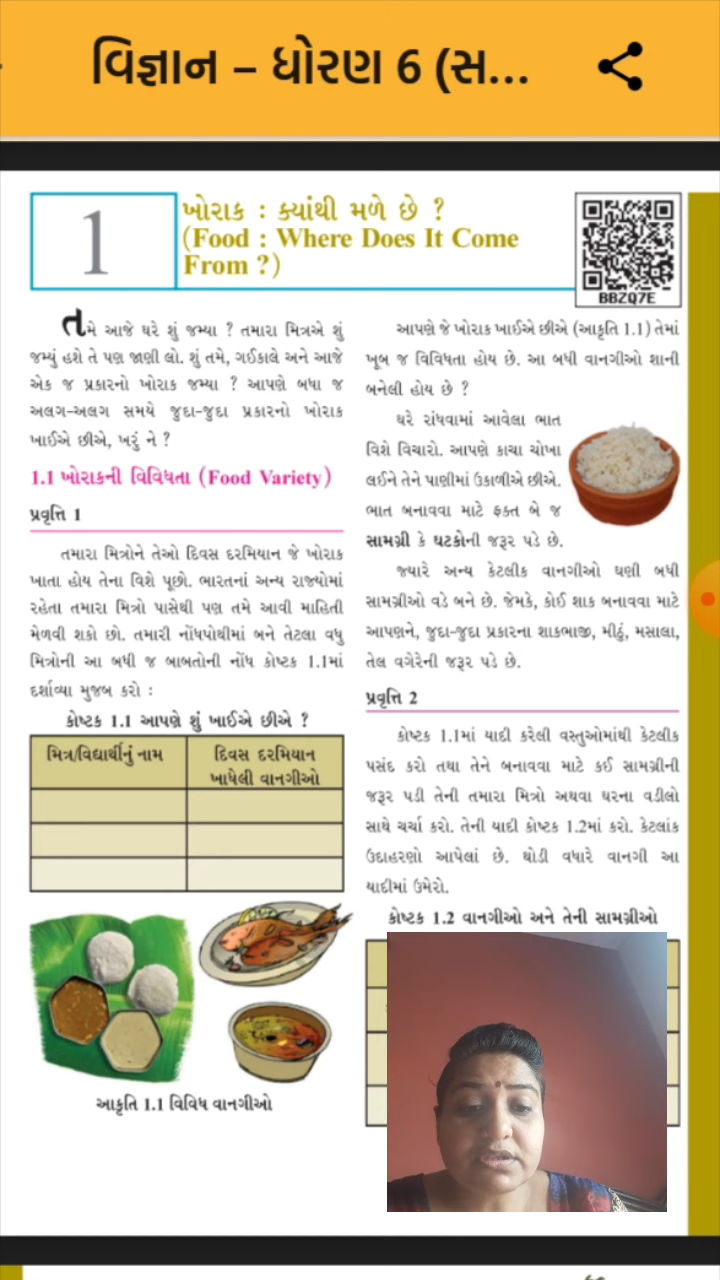 વિજ્ઞાન – ધોરણ 6 (સ...
1
ખોરાક : ક્યાંથી મળે છે ?
(Food : Where Does It Come
From ?)
BBZQ7E
તમે આજે ઘરે શું જમ્યા ? તમારા મિત્રએ શું
જમ્યું હશે તે પણ જાણી લો. શું તમે, ગઈકાલે અને આજે
એક જ પ્રકારનો ખોરાક જમ્યા ? આપણે બધા જ
અલગ-અલગ સમયે જુદા-જુદા પ્રકારનો ખોરાક
ખાઈએ છીએ, ખરું ને ?
1.1 ખોરાકની વિવિધતા (Food Variety)
પ્રવૃત્તિ 1
તમારા મિત્રોને તેઓ દિવસ દરમિયાન જે ખોરાક
ખાતા હોય તેના વિશે પૂછો. ભારતનાં અન્ય રાજ્યોમાં
રહેતા તમારા મિત્રો પાસેથી પણ તમે આવી માહિતી
મેળવી શકો છો. તમારી નોંધપોથીમાં બને તેટલા વધુ
મિત્રોની આ બધી જ બાબતોની નોંધ કોષ્ટક 1.1માં
દર્શાવ્યા મુજબ કરો :
કોષ્ટક 1.1 આપણે શું ખાઈએ છીએ ?
મિત્ર/વિદ્યાર્થીનું નામ
દિવસ દરમિયાન
ખાધેલી વાનગીઓ
આકૃતિ 1.1 વિવિધ વાનગીઓ
આપણે જે ખોરાક ખાઈએ છીએ (આકૃતિ 1.1) તેમાં
ખૂબ જ વિવિધતા હોય છે. આ બધી વાનગીઓ શાની
બનેલી હોય છે ?
ઘરે રાંધવામાં આવેલા ભાત
વિશે વિચારો. આપણે કાચા ચોખા
લઈને તેને પાણીમાં ઉકાળીએ છીએ.
ભાત બનાવવા માટે ફક્ત બે જ
સામગ્રી કે ઘટકોની જરૂર પડે છે.
જ્યારે અન્ય કેટલીક વાનગીઓ ઘણી બધી
સામગ્રીઓ વડે બને છે. જેમકે, કોઈ શાક બનાવવા માટે
આપણને, જુદા-જુદા પ્રકારના શાકભાજી, મીઠું, મસાલા,
તેલ વગેરેની જરૂર પડે છે.
પ્રવૃત્તિ 2
કોષ્ટક 1.1માં યાદી કરેલી વસ્તુઓમાંથી કેટલીક
પસંદ કરો તથા તેને બનાવવા માટે કઈ સામગ્રીની
જરૂર પડી તેની તમારા મિત્રો અથવા ઘરના વડીલો
સાથે ચર્ચા કરો. તેની યાદી કોષ્ટક 1.2માં કરો. કેટલાંક
ઉદાહરણો આપેલાં છે. થોડી વધારે વાનગી આ
યાદીમાં ઉમેરો.
કોષ્ટક 1.2 વાનગીઓ અને તેની સામગ્રીઓ